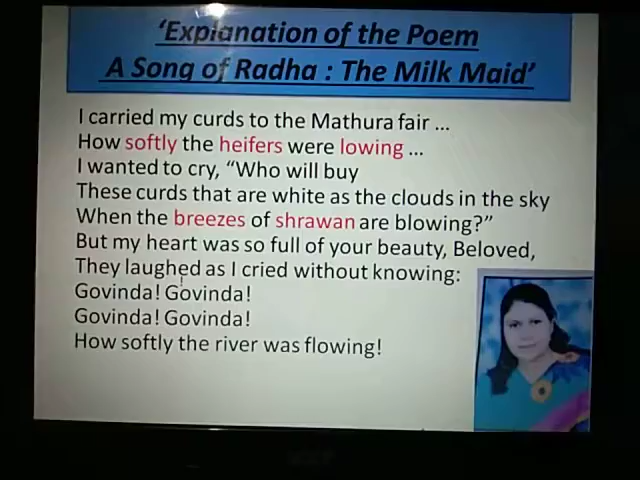 ‘Explanation of the Poem
A Song of Radha : The Milk Maid’
I carried my curds to the Mathura fair ...
How softly the heifers were lowing ...
I wanted to cry, “Who will buy
These curds that are white as the clouds in the sky
When the breezes of shrawan are blowing?”
But my heart was so full of your beauty, Beloved,
They laughed as I cried without knowing:
Govinda! Govinda!
Govinda! Govinda!
How softly the river was flowing!